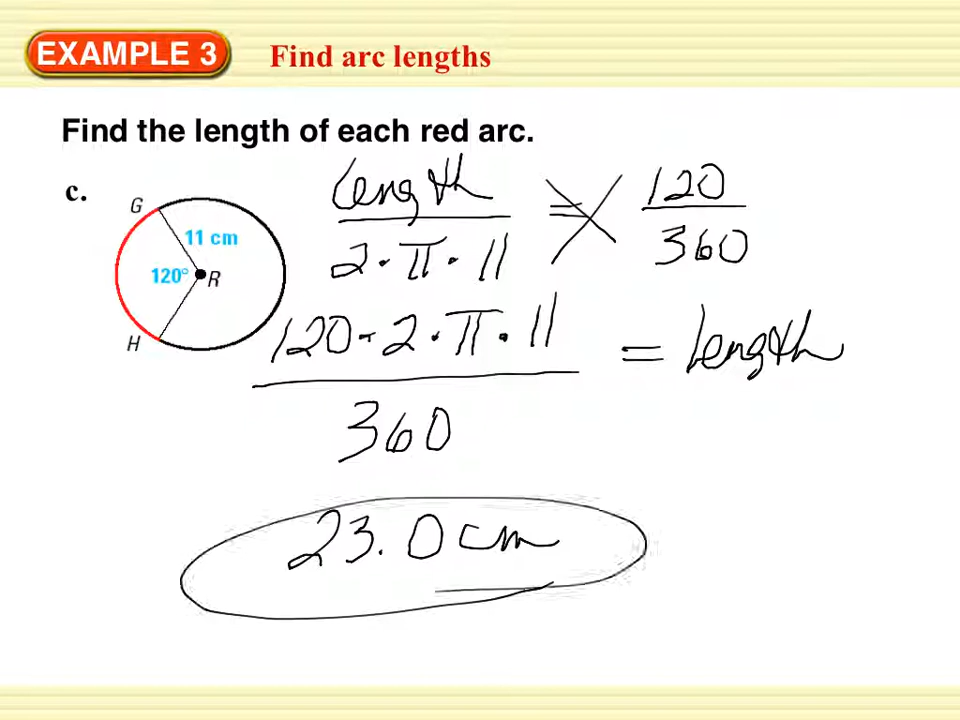 EXAMPLE 3 Find arc lengths
Find the length of each red arc.
c.
G
11 cm
120° R
H
length / 2 · π · 11 = 120 / 360
120 · 2 · π · 11 / 360 = length
23.0 cm